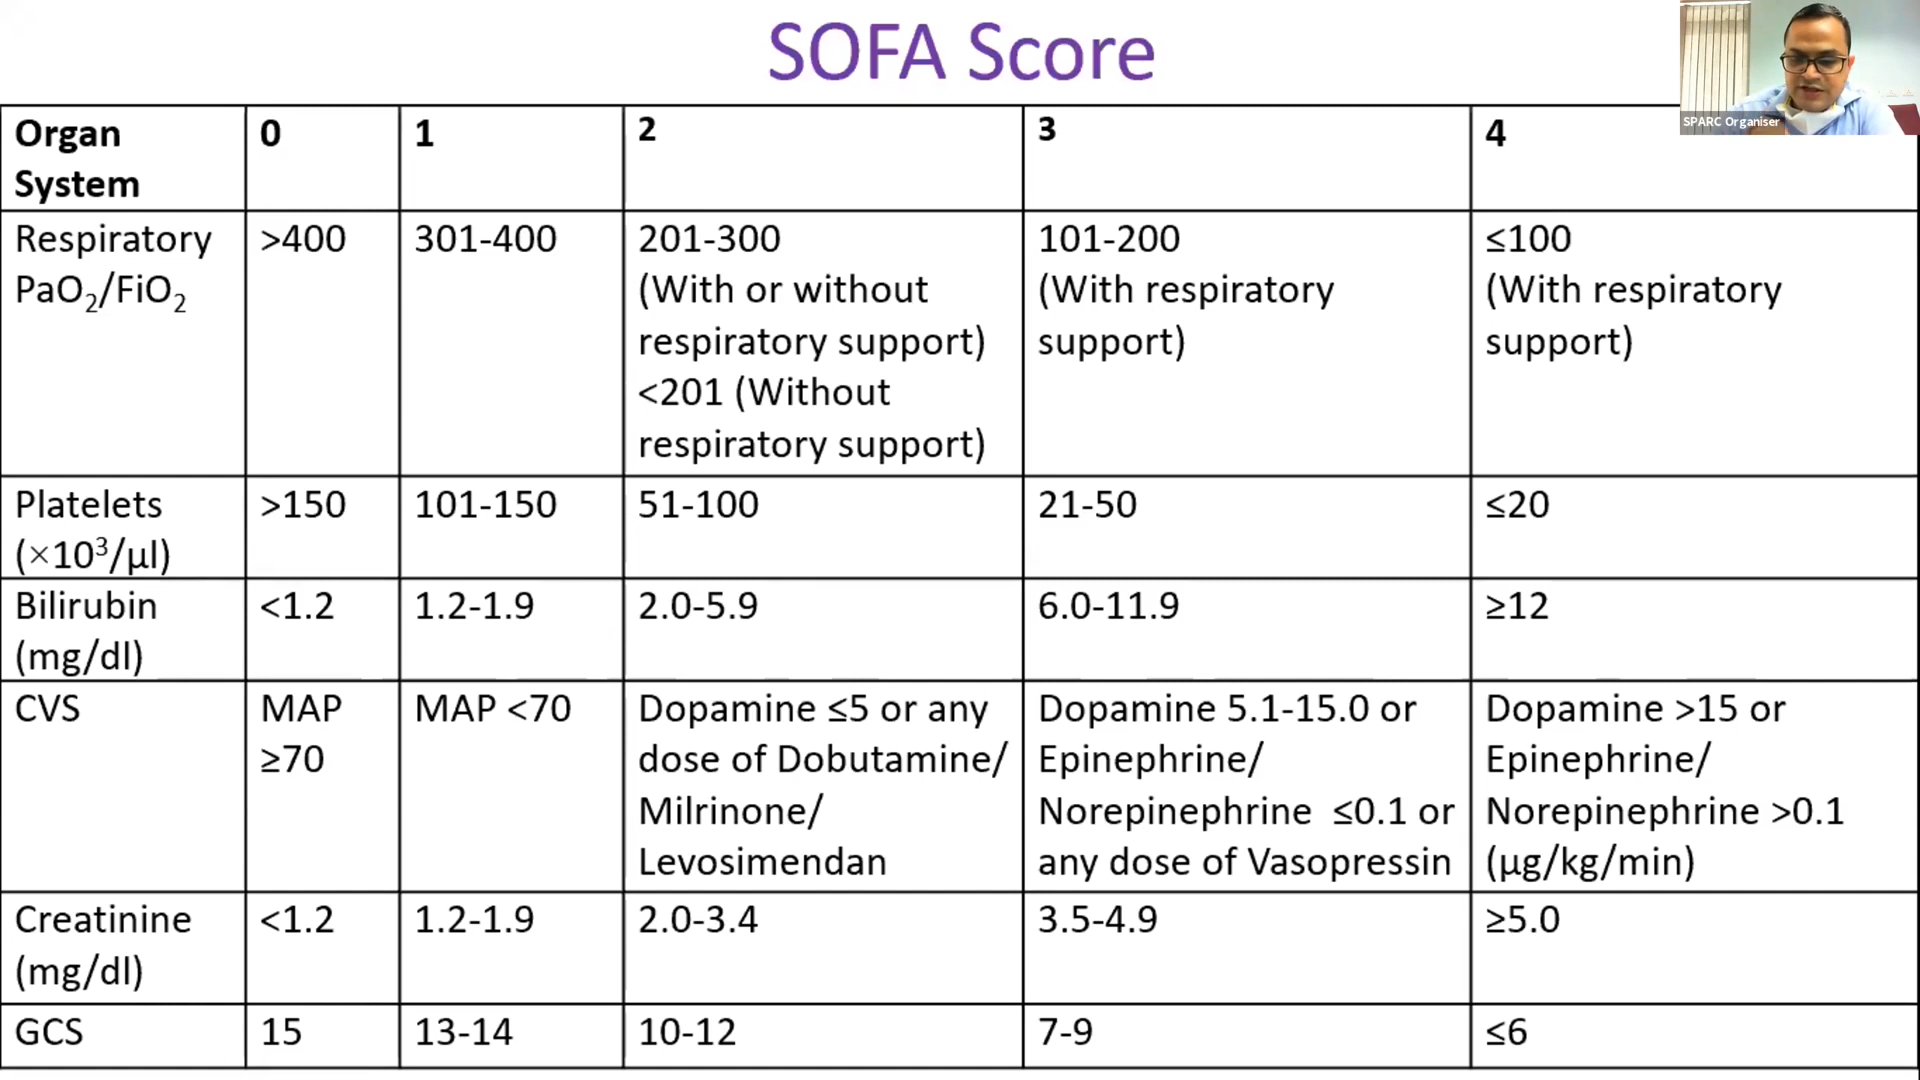 SOFA Score
SPARC Organiser
Organ System 0 1 2 3 4
Respiratory PaO₂/FiO₂ >400 301-400 201-300 (With or without respiratory support) <201 (Without respiratory support) 101-200 (With respiratory support) ≤100 (With respiratory support)
Platelets (×10³/µl) >150 101-150 51-100 21-50 ≤20
Bilirubin (mg/dl) <1.2 1.2-1.9 2.0-5.9 6.0-11.9 ≥12
CVS MAP ≥70 MAP <70 Dopamine ≤5 or any dose of Dobutamine/ Milrinone/ Levosimendan Dopamine 5.1-15.0 or Epinephrine/ Norepinephrine ≤0.1 or any dose of Vasopressin Dopamine >15 or Epinephrine/ Norepinephrine >0.1 (µg/kg/min)
Creatinine (mg/dl) <1.2 1.2-1.9 2.0-3.4 3.5-4.9 ≥5.0
GCS 15 13-14 10-12 7-9 ≤6